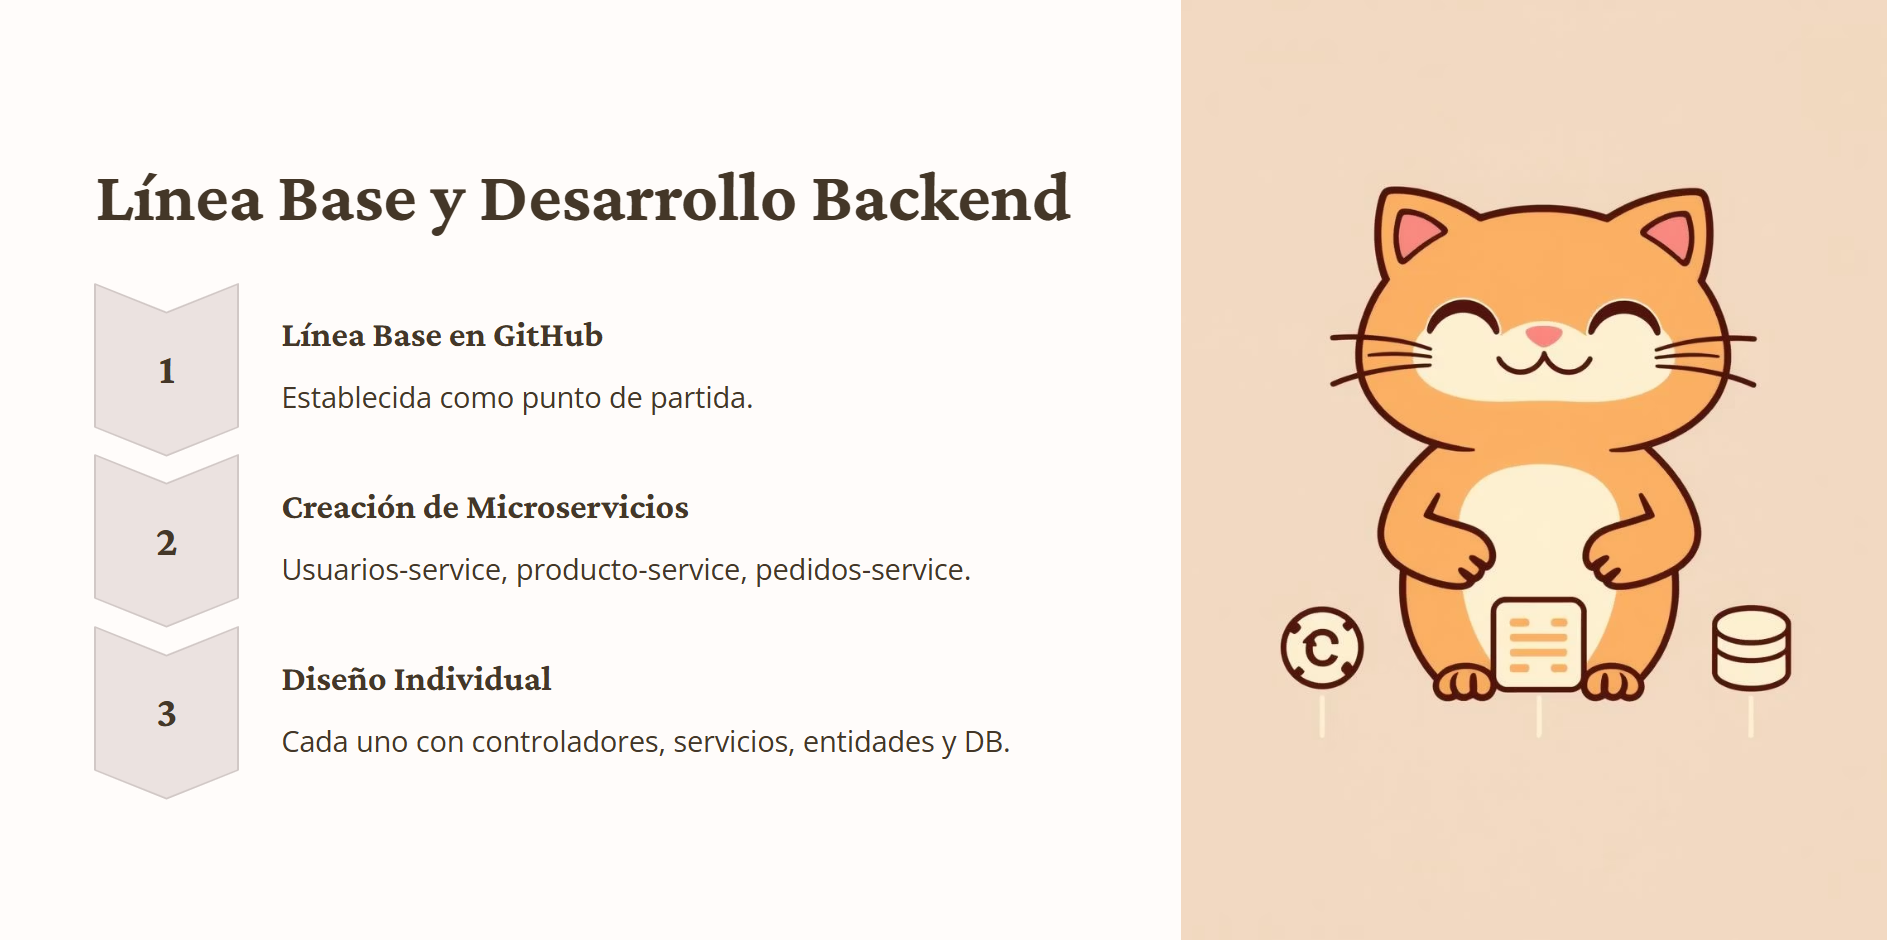 Línea Base y Desarrollo Backend
1
Línea Base en GitHub
Establecida como punto de partida.
2
Creación de Microservicios
Usuarios-service, producto-service, pedidos-service.
3
Diseño Individual
Cada uno con controladores, servicios, entidades y DB.
C